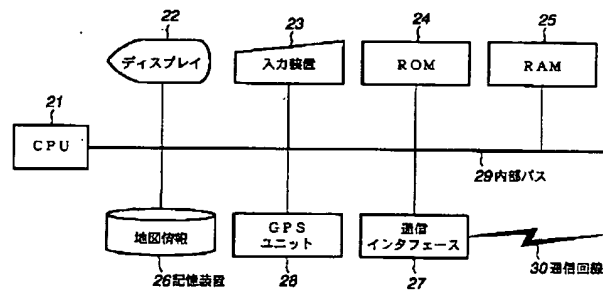 22
23
24
25
ディスプレイ
入力装置
ROM
RAM
21
CPU
29内部バス
地図情報
GPS
ユニット
通信
インタフェース
26記憶装置
28
27
30通信回線